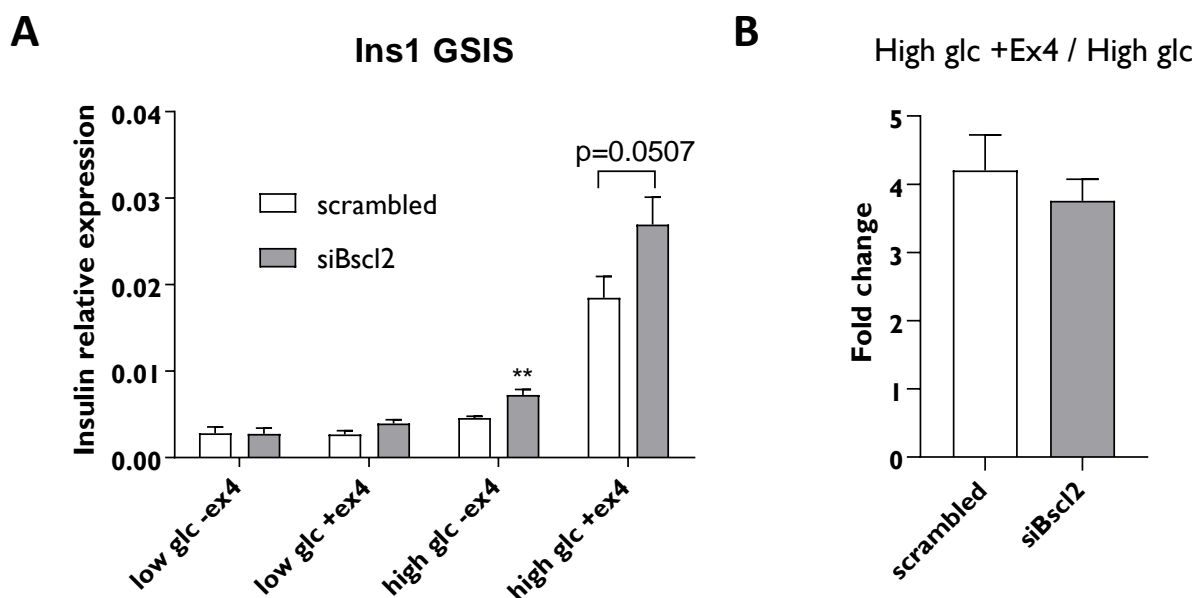 A
Ins1 GSIS
Insulin relative expression
0.04
0.03
0.02
0.01
0.00
scrambled
siBscl2
p=0.0507
**
low glc -ex4
low glc +ex4
high glc -ex4
high glc +ex4
B
High glc +Ex4 / High glc
Fold change
5
4
3
2
1
0
scrambled
siBscl2